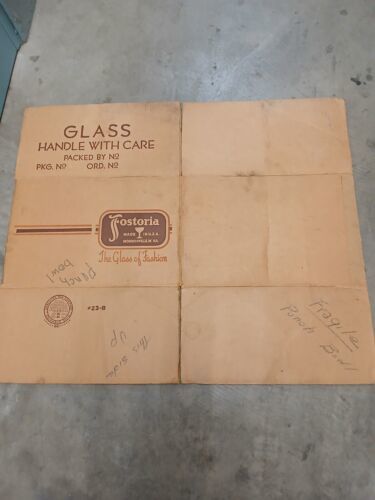 GLASS
HANDLE WITH CARE
PACKED BY Nº
PKG. Nº ORD. Nº
Fostoria
MADE IN U.S.A.
MOUNDSVILLE, W. VA.
The Glass of Fashion
punch
bowl
#23-B
This side
up
Fragile
Punch Bowl